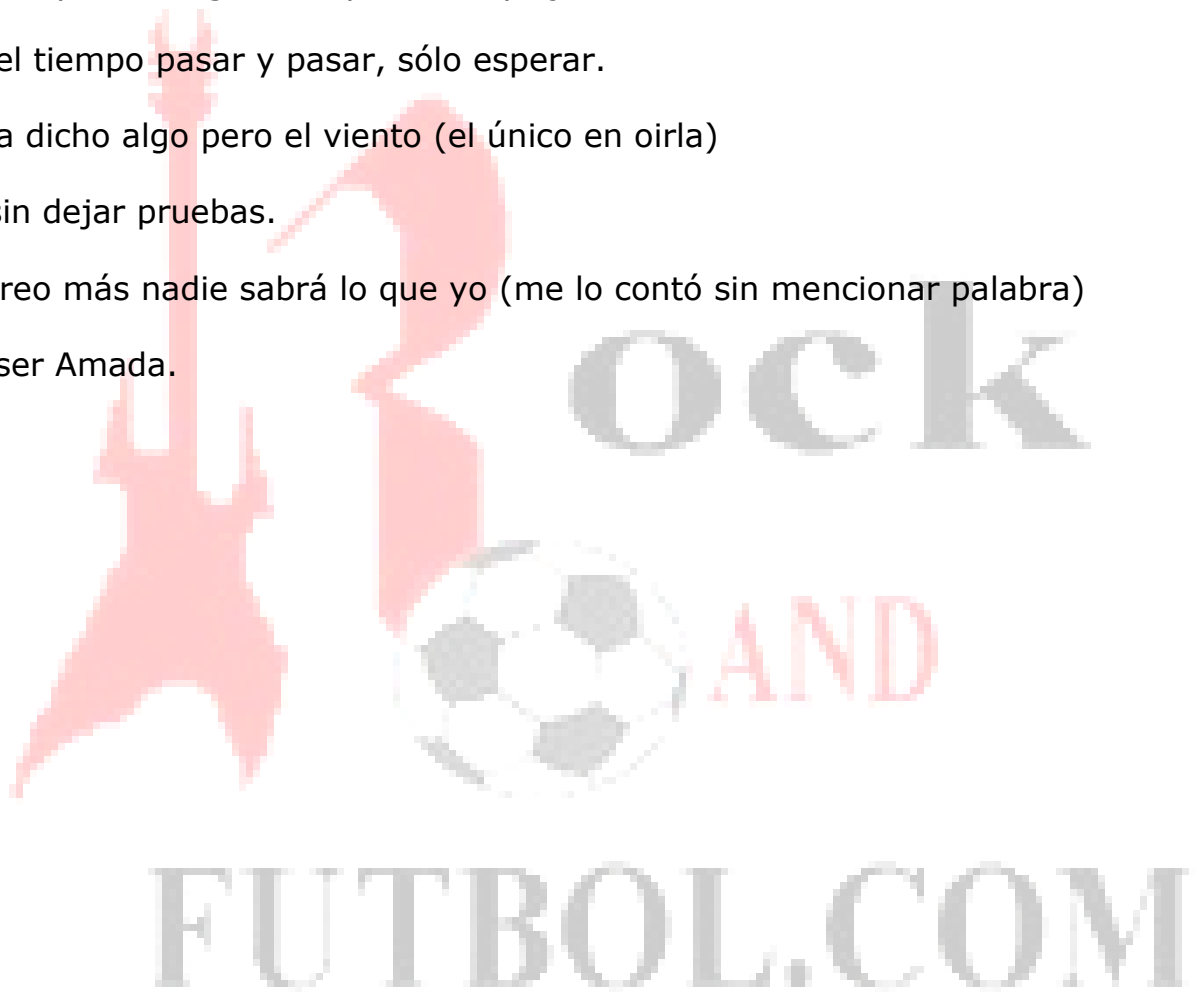 el tiempo pasar y pasar, sólo esperar.
a dicho algo pero el viento (el único en oirla)
sin dejar pruebas.
reo más nadie sabrá lo que yo (me lo contó sin mencionar palabra)
ser Amada.
Rock
AND
FUTBOL.COM